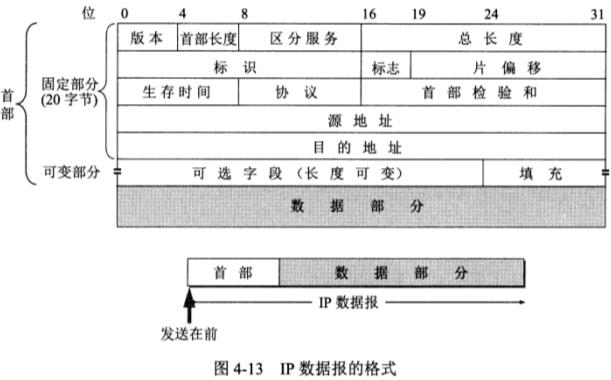 位 0 4 8 16 19 24 31
版本 首部长度 区分服务 总长度
标识 标志 片偏移
固定部分
(20 字节)
首部
生存时间 协议 首部检验和
源地址
目的地址
可变部分 可选字段（长度可变） 填充
数据部分
首部 数据部分
IP 数据报
发送在前
图 4-13 IP 数据报的格式